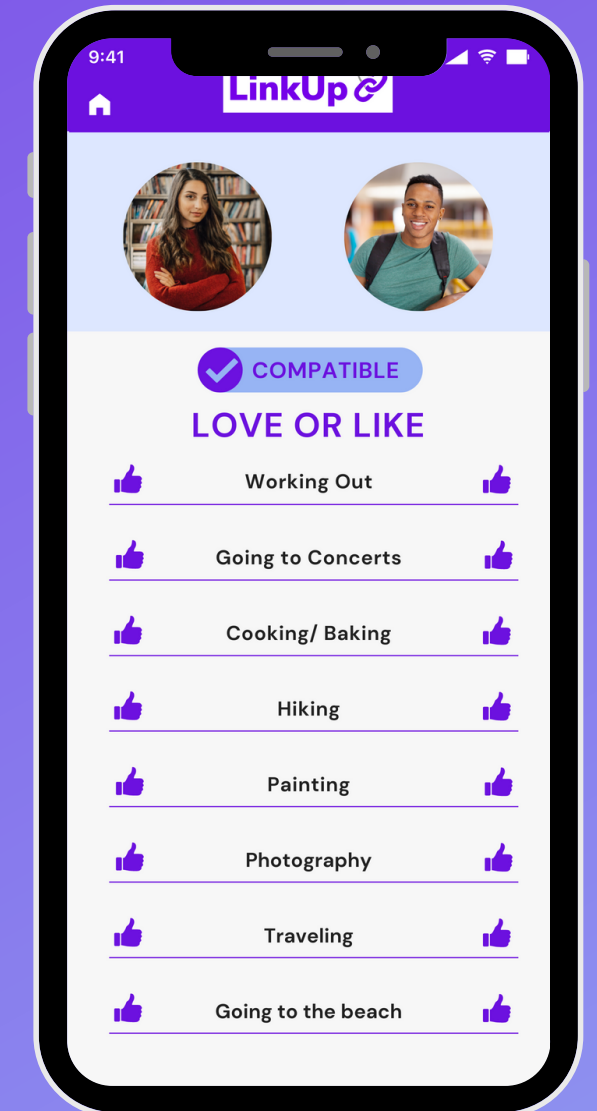 9:41
LinkUp
COMPATIBLE
LOVE OR LIKE
Working Out
Going to Concerts
Cooking/ Baking
Hiking
Painting
Photography
Traveling
Going to the beach